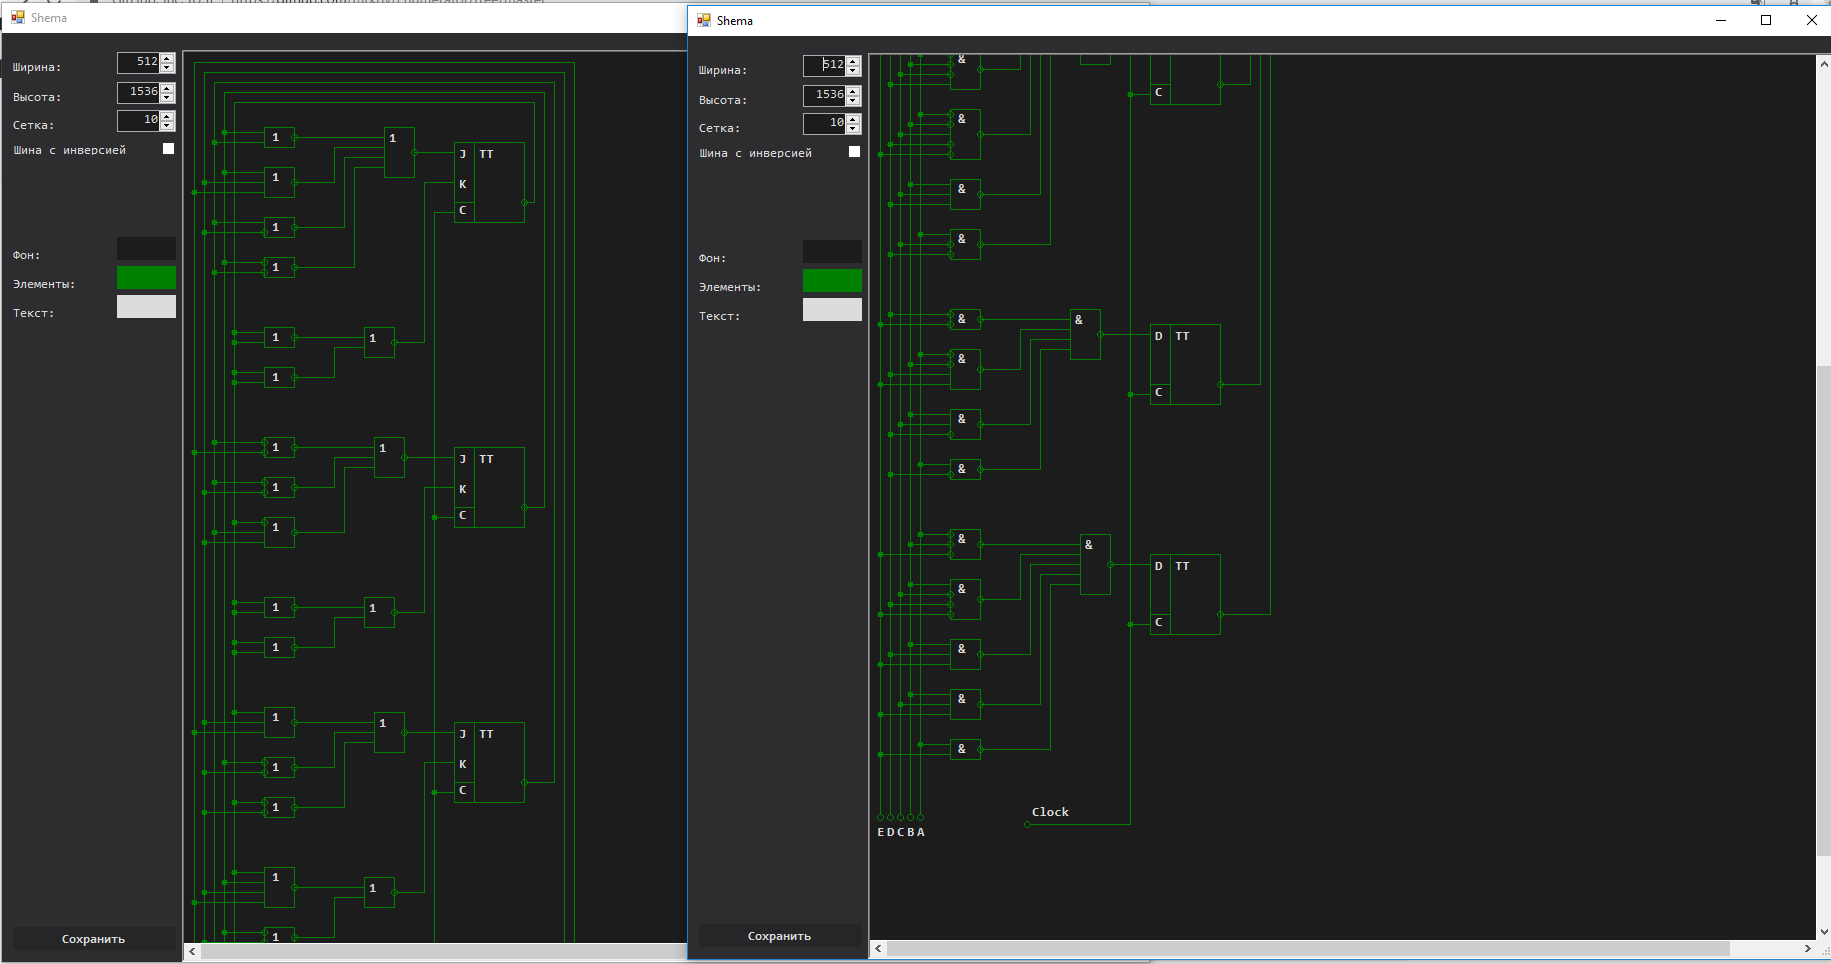 Shema
Ширина: 512
Высота: 1536
Сетка: 10
Шина с инверсией
Фон:
Элементы:
Текст:
Сохранить
1
1
J TT
1
K
1
C
1
1
1
1
1
1
J TT
1
K
1
C
1
1
1
1
1
J TT
1
K
1
C
1
1
1
Shema
Ширина: 512
Высота: 1536
Сетка: 10
Шина с инверсией
Фон:
Элементы:
Текст:
Сохранить
&
C
&
&
&
&
&
D TT
&
C
&
&
&
&
D TT
&
C
&
&
&
Clock
E D C B A